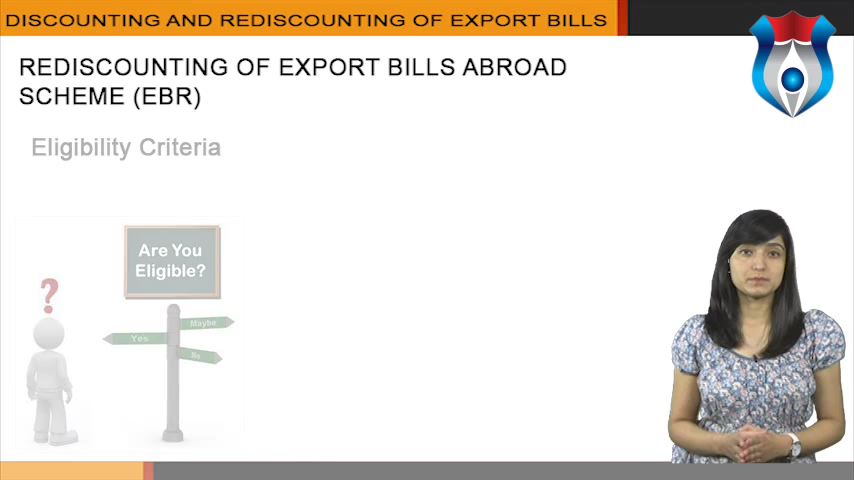 DISCOUNTING AND REDISCOUNTING OF EXPORT BILLS
REDISCOUNTING OF EXPORT BILLS ABROAD
SCHEME (EBR)
Eligibility Criteria
Are You
Eligible?
?
Maybe
Yes
No